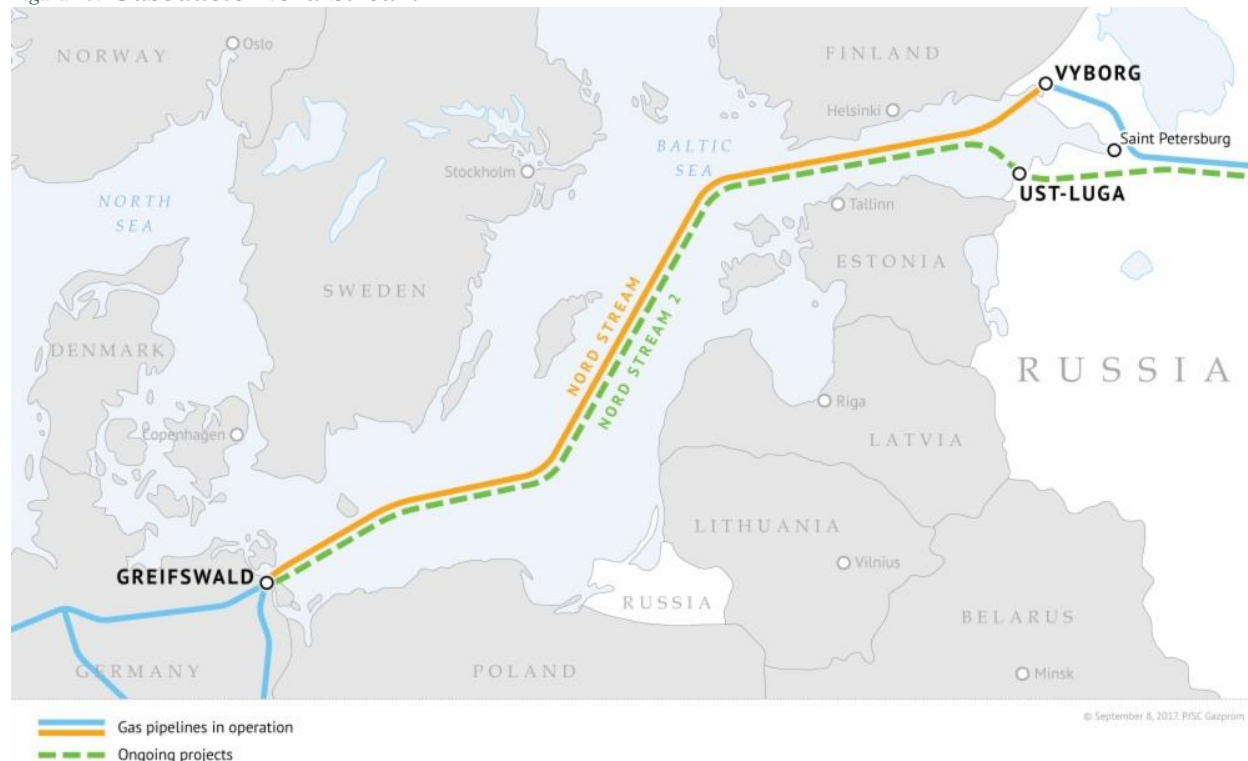 NORWAY
Oslo
FINLAND
VYBORG
Helsinki
Saint Petersburg
BALTIC
SEA
Stockholm
UST-LUGA
NORTH
SEA
Tallinn
ESTONIA
SWEDEN
NORD STREAM
NORD STREAM 2
DENMARK
RUSSIA
Riga
Copenhagen
LATVIA
LITHUANIA
Vilnius
GREIFSWALD
RUSSIA
BELARUS
GERMANY
POLAND
Minsk
Gas pipelines in operation
© September 8, 2017. PJSC Gazprom
Ongoing projects